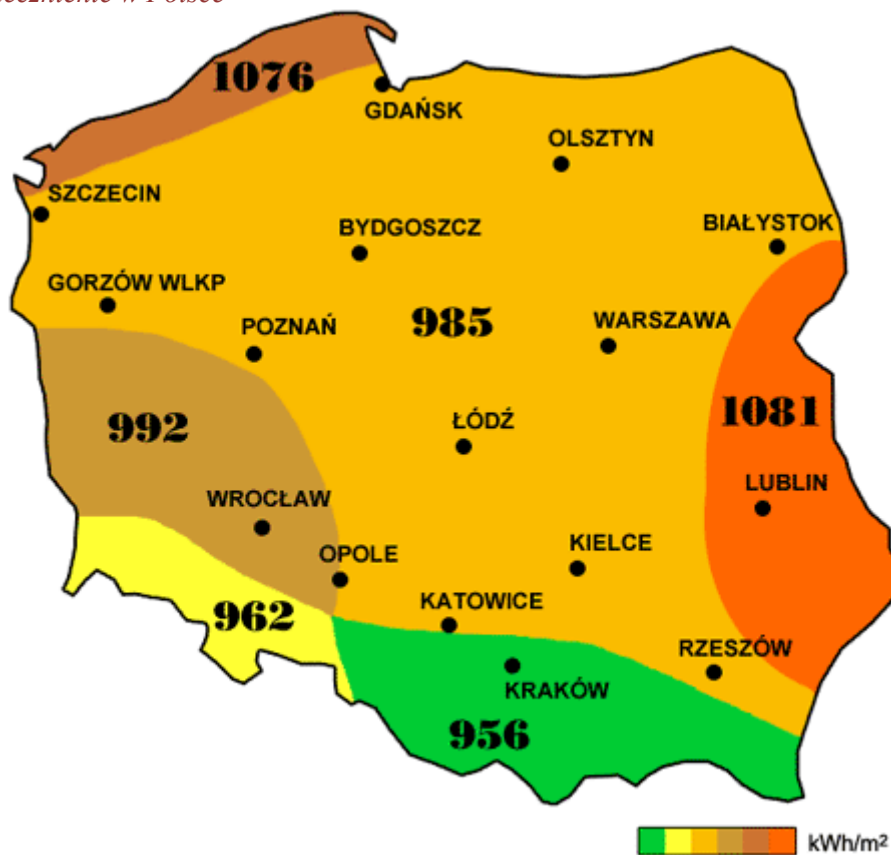 w Polsce
1076
GDAŃSK
OLSZTYN
SZCZECIN
BYDGOSZCZ
BIAŁYSTOK
GORZÓW WLKP
POZNAŃ
985
WARSZAWA
992
ŁÓDŹ
1081
WROCŁAW
LUBLIN
OPOLE
KIELCE
962
KATOWICE
RZESZÓW
KRAKÓW
956
kWh/m²